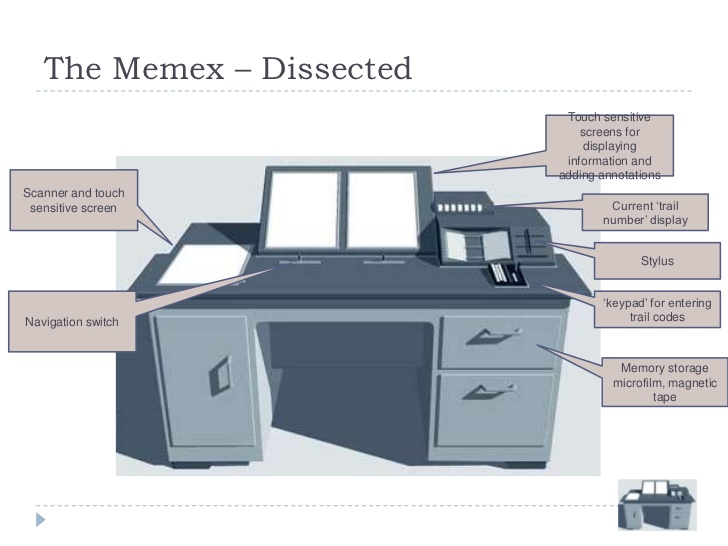 The Memex – Dissected
Touch sensitive
screens for
displaying
information and
adding annotations
Scanner and touch
sensitive screen
Current ‘trail
number’ display
Stylus
Navigation switch
‘keypad’ for entering
trail codes
Memory storage
microfilm, magnetic
tape